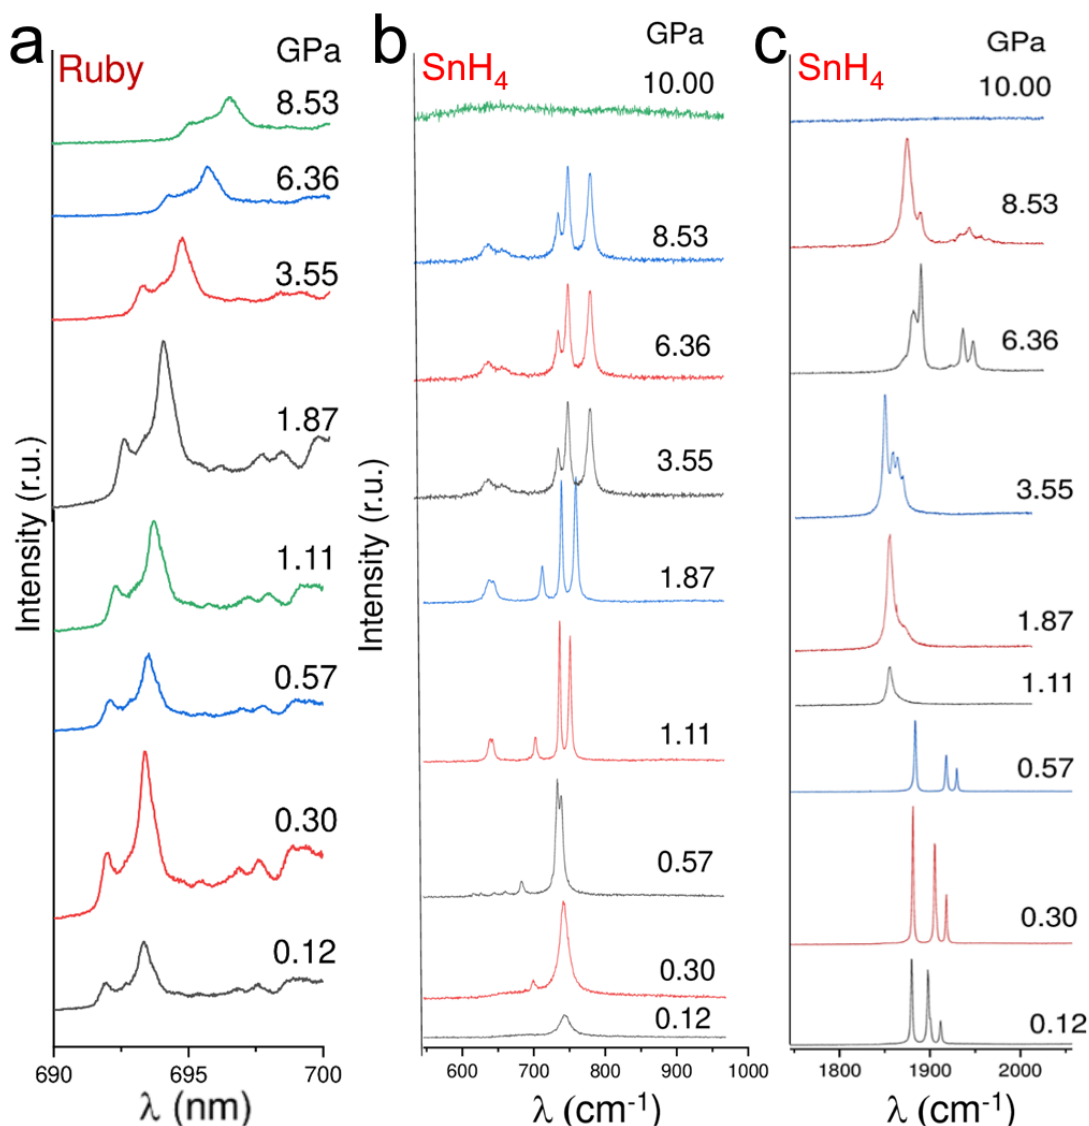 a
Ruby
GPa
8.53
6.36
3.55
1.87
1.11
0.57
0.30
0.12
Intensity (r.u.)
690
695
700
λ (nm)
b
SnH₄
GPa
10.00
8.53
6.36
3.55
1.87
1.11
0.57
0.30
0.12
Intensity (r.u.)
600
700
800
900
1000
λ (cm⁻¹)
c
SnH₄
GPa
10.00
8.53
6.36
3.55
1.87
1.11
0.57
0.30
0.12
1800
1900
2000
λ (cm⁻¹)